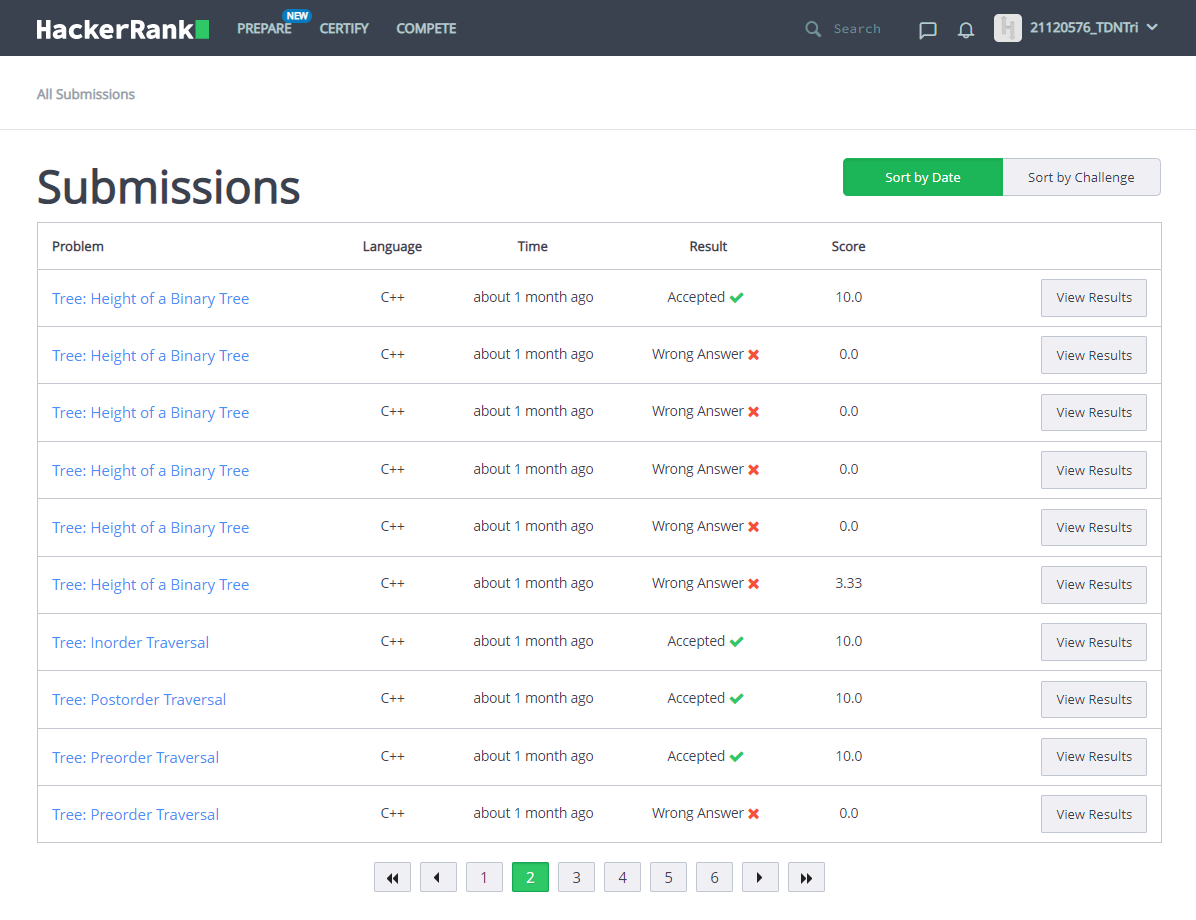 HackerRank PREPARE NEW CERTIFY COMPETE Search 21120576_TDNTri
All Submissions
Submissions Sort by Date Sort by Challenge
Problem Language Time Result Score
Tree: Height of a Binary Tree C++ about 1 month ago Accepted 10.0 View Results
Tree: Height of a Binary Tree C++ about 1 month ago Wrong Answer 0.0 View Results
Tree: Height of a Binary Tree C++ about 1 month ago Wrong Answer 0.0 View Results
Tree: Height of a Binary Tree C++ about 1 month ago Wrong Answer 0.0 View Results
Tree: Height of a Binary Tree C++ about 1 month ago Wrong Answer 0.0 View Results
Tree: Height of a Binary Tree C++ about 1 month ago Wrong Answer 3.33 View Results
Tree: Inorder Traversal C++ about 1 month ago Accepted 10.0 View Results
Tree: Postorder Traversal C++ about 1 month ago Accepted 10.0 View Results
Tree: Preorder Traversal C++ about 1 month ago Accepted 10.0 View Results
Tree: Preorder Traversal C++ about 1 month ago Wrong Answer 0.0 View Results
1 2 3 4 5 6